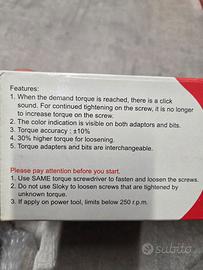 Features:
1. When the demand torque is reached, there is a click
sound. For continued tightening on the screw, it is no longer
to increase torque on the screw.
2. The color indication is visible on both adaptors and bits.
3. Torque accuracy : ±10%
4. 30% higher torque for loosening.
5. Torque adapters and bits are interchangeable.
Please pay attention before you start.
1. Use SAME torque screwdriver to fasten and loosen the screws.
2. Do not use Sloky to loosen screws that are tightened by
unknown torque.
3. If apply on power tool, limits below 250 r.p.m.
subito